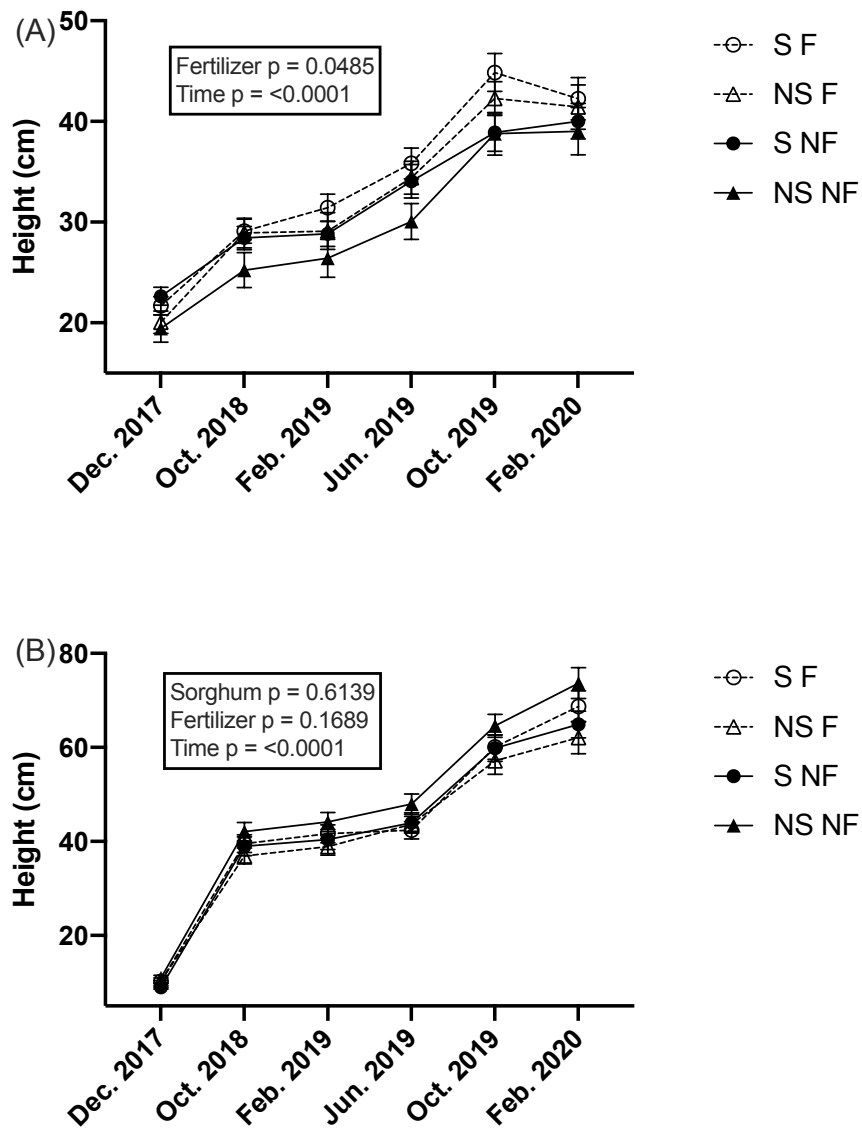 (A)
50
40
30
20
Height (cm)
Fertilizer p = 0.0485
Time p = <0.0001
S F
NS F
S NF
NS NF
Dec. 2017
Oct. 2018
Feb. 2019
Jun. 2019
Oct. 2019
Feb. 2020
(B)
80
60
40
20
Height (cm)
Sorghum p = 0.6139
Fertilizer p = 0.1689
Time p = <0.0001
S F
NS F
S NF
NS NF
Dec. 2017
Oct. 2018
Feb. 2019
Jun. 2019
Oct. 2019
Feb. 2020